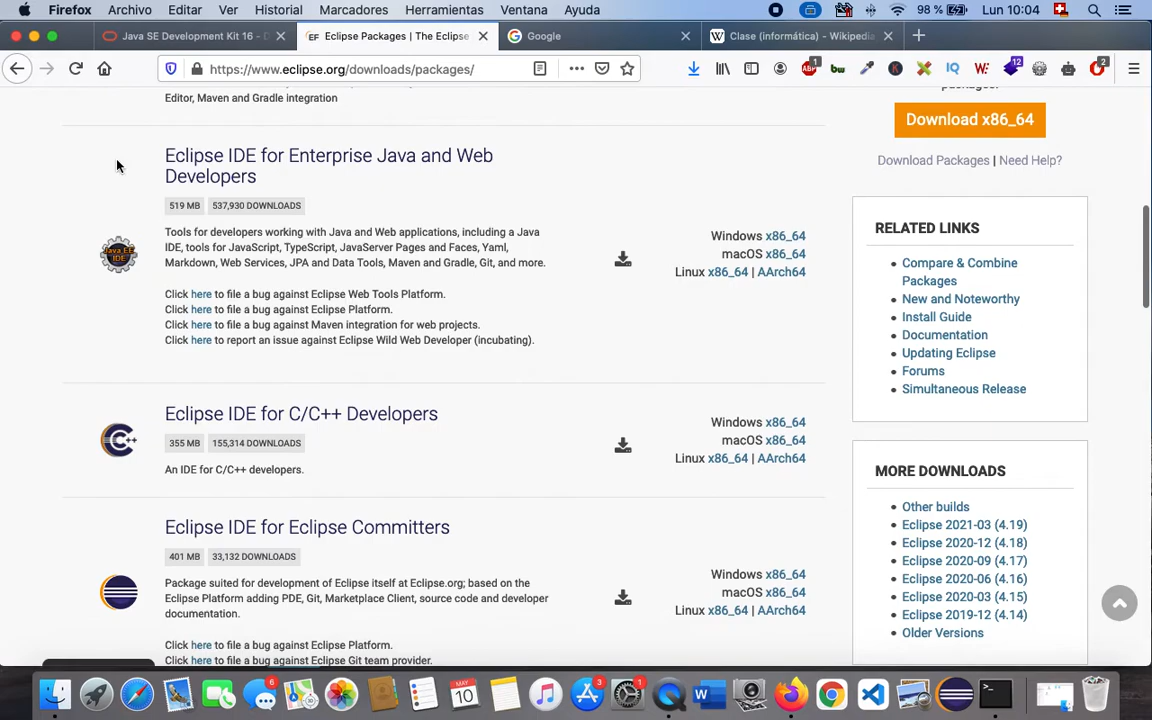 Firefox Archivo Editar Ver Historial Marcadores Herramientas Ventana Ayuda 98 % Lun 10:04
Java SE Development Kit 16 - D
EF Eclipse Packages | The Eclipse
Google
W Clase (informática) - Wikipedia
https://www.eclipse.org/downloads/packages/
Editor, Maven and Gradle integration
Download x86_64
Download Packages | Need Help?
Eclipse IDE for Enterprise Java and Web
Developers
519 MB 537,930 DOWNLOADS
Tools for developers working with Java and Web applications, including a Java
IDE, tools for JavaScript, TypeScript, JavaServer Pages and Faces, Yaml,
Markdown, Web Services, JPA and Data Tools, Maven and Gradle, Git, and more.
Click here to file a bug against Eclipse Web Tools Platform.
Click here to file a bug against Eclipse Platform.
Click here to file a bug against Maven integration for web projects.
Click here to report an issue against Eclipse Wild Web Developer (incubating).
Java EE
IDE
Windows x86_64
macOS x86_64
Linux x86_64 | AArch64
Eclipse IDE for C/C++ Developers
355 MB 155,314 DOWNLOADS
An IDE for C/C++ developers.
C++
Windows x86_64
macOS x86_64
Linux x86_64 | AArch64
Eclipse IDE for Eclipse Committers
401 MB 33,132 DOWNLOADS
Package suited for development of Eclipse itself at Eclipse.org; based on the
Eclipse Platform adding PDE, Git, Marketplace Client, source code and developer
documentation.
Click here to file a bug against Eclipse Platform.
Click here to file a bug against Eclipse Git team provider.
Windows x86_64
macOS x86_64
Linux x86_64 | AArch64
RELATED LINKS
Compare & Combine
Packages
New and Noteworthy
Install Guide
Documentation
Updating Eclipse
Forums
Simultaneous Release
MORE DOWNLOADS
Other builds
Eclipse 2021-03 (4.19)
Eclipse 2020-12 (4.18)
Eclipse 2020-09 (4.17)
Eclipse 2020-06 (4.16)
Eclipse 2020-03 (4.15)
Eclipse 2019-12 (4.14)
Older Versions